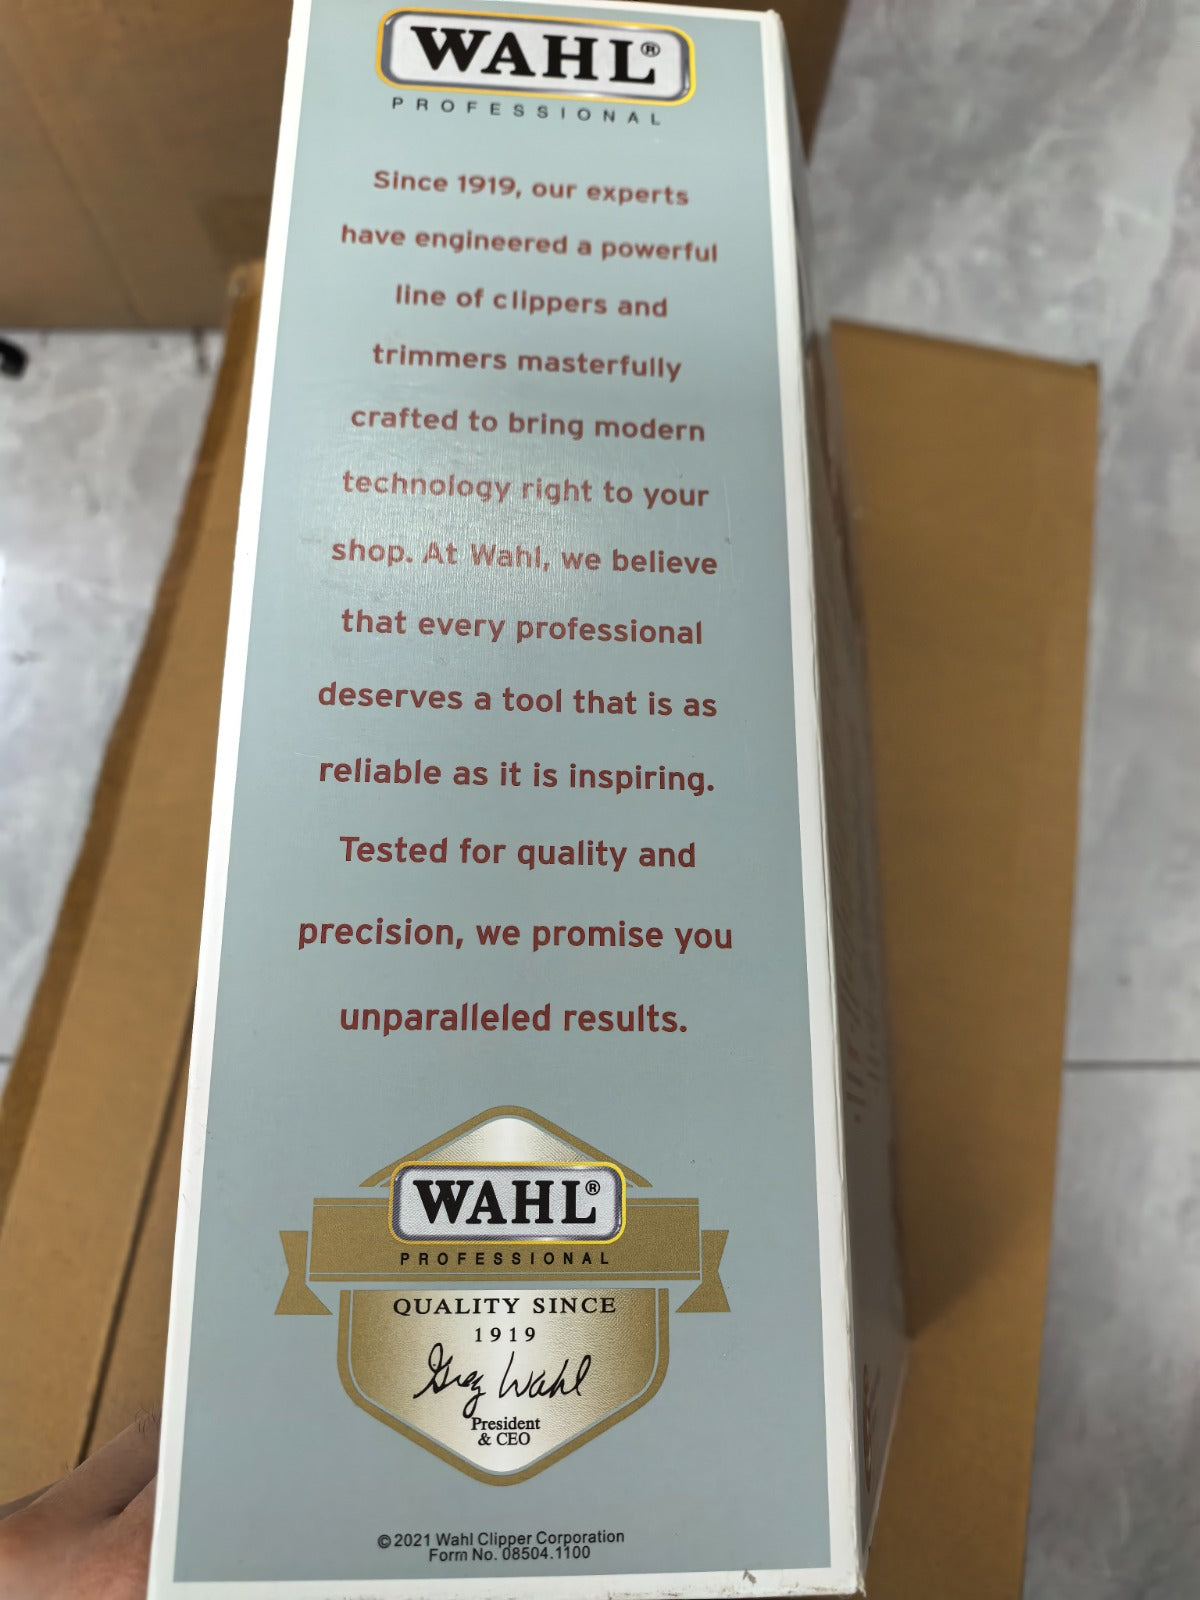 WAHL®
PROFESSIONAL
Since 1919, our experts
have engineered a powerful
line of clippers and
trimmers masterfully
crafted to bring modern
technology right to your
shop. At Wahl, we believe
that every professional
deserves a tool that is as
reliable as it is inspiring.
Tested for quality and
precision, we promise you
unparalleled results.
WAHL®
PROFESSIONAL
QUALITY SINCE
1919
Greg Wahl
President
& CEO
© 2021 Wahl Clipper Corporation
Form No. 08504.1100